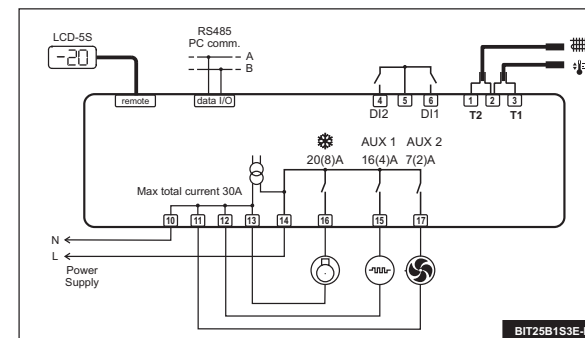 LCD-5S
-20
RS485
PC comm.
A
B
remote
data I/O
4 5 6
DI2 DI1
1 2 3
T2 T1
AUX 1 AUX 2
20(8)A 16(4)A 7(2)A
Max total current 30A
10 11 12 13 14 16 15 17
N
L
Power
Supply